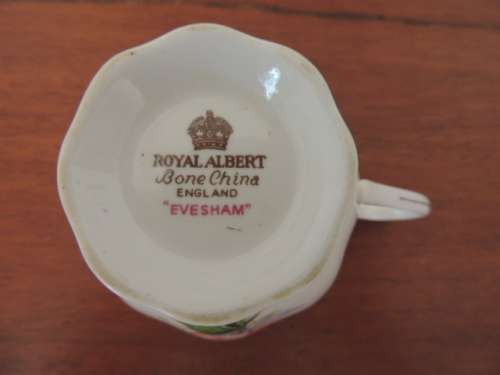 ROYAL ALBERT
Bone China
ENGLAND
"EVESHAM"